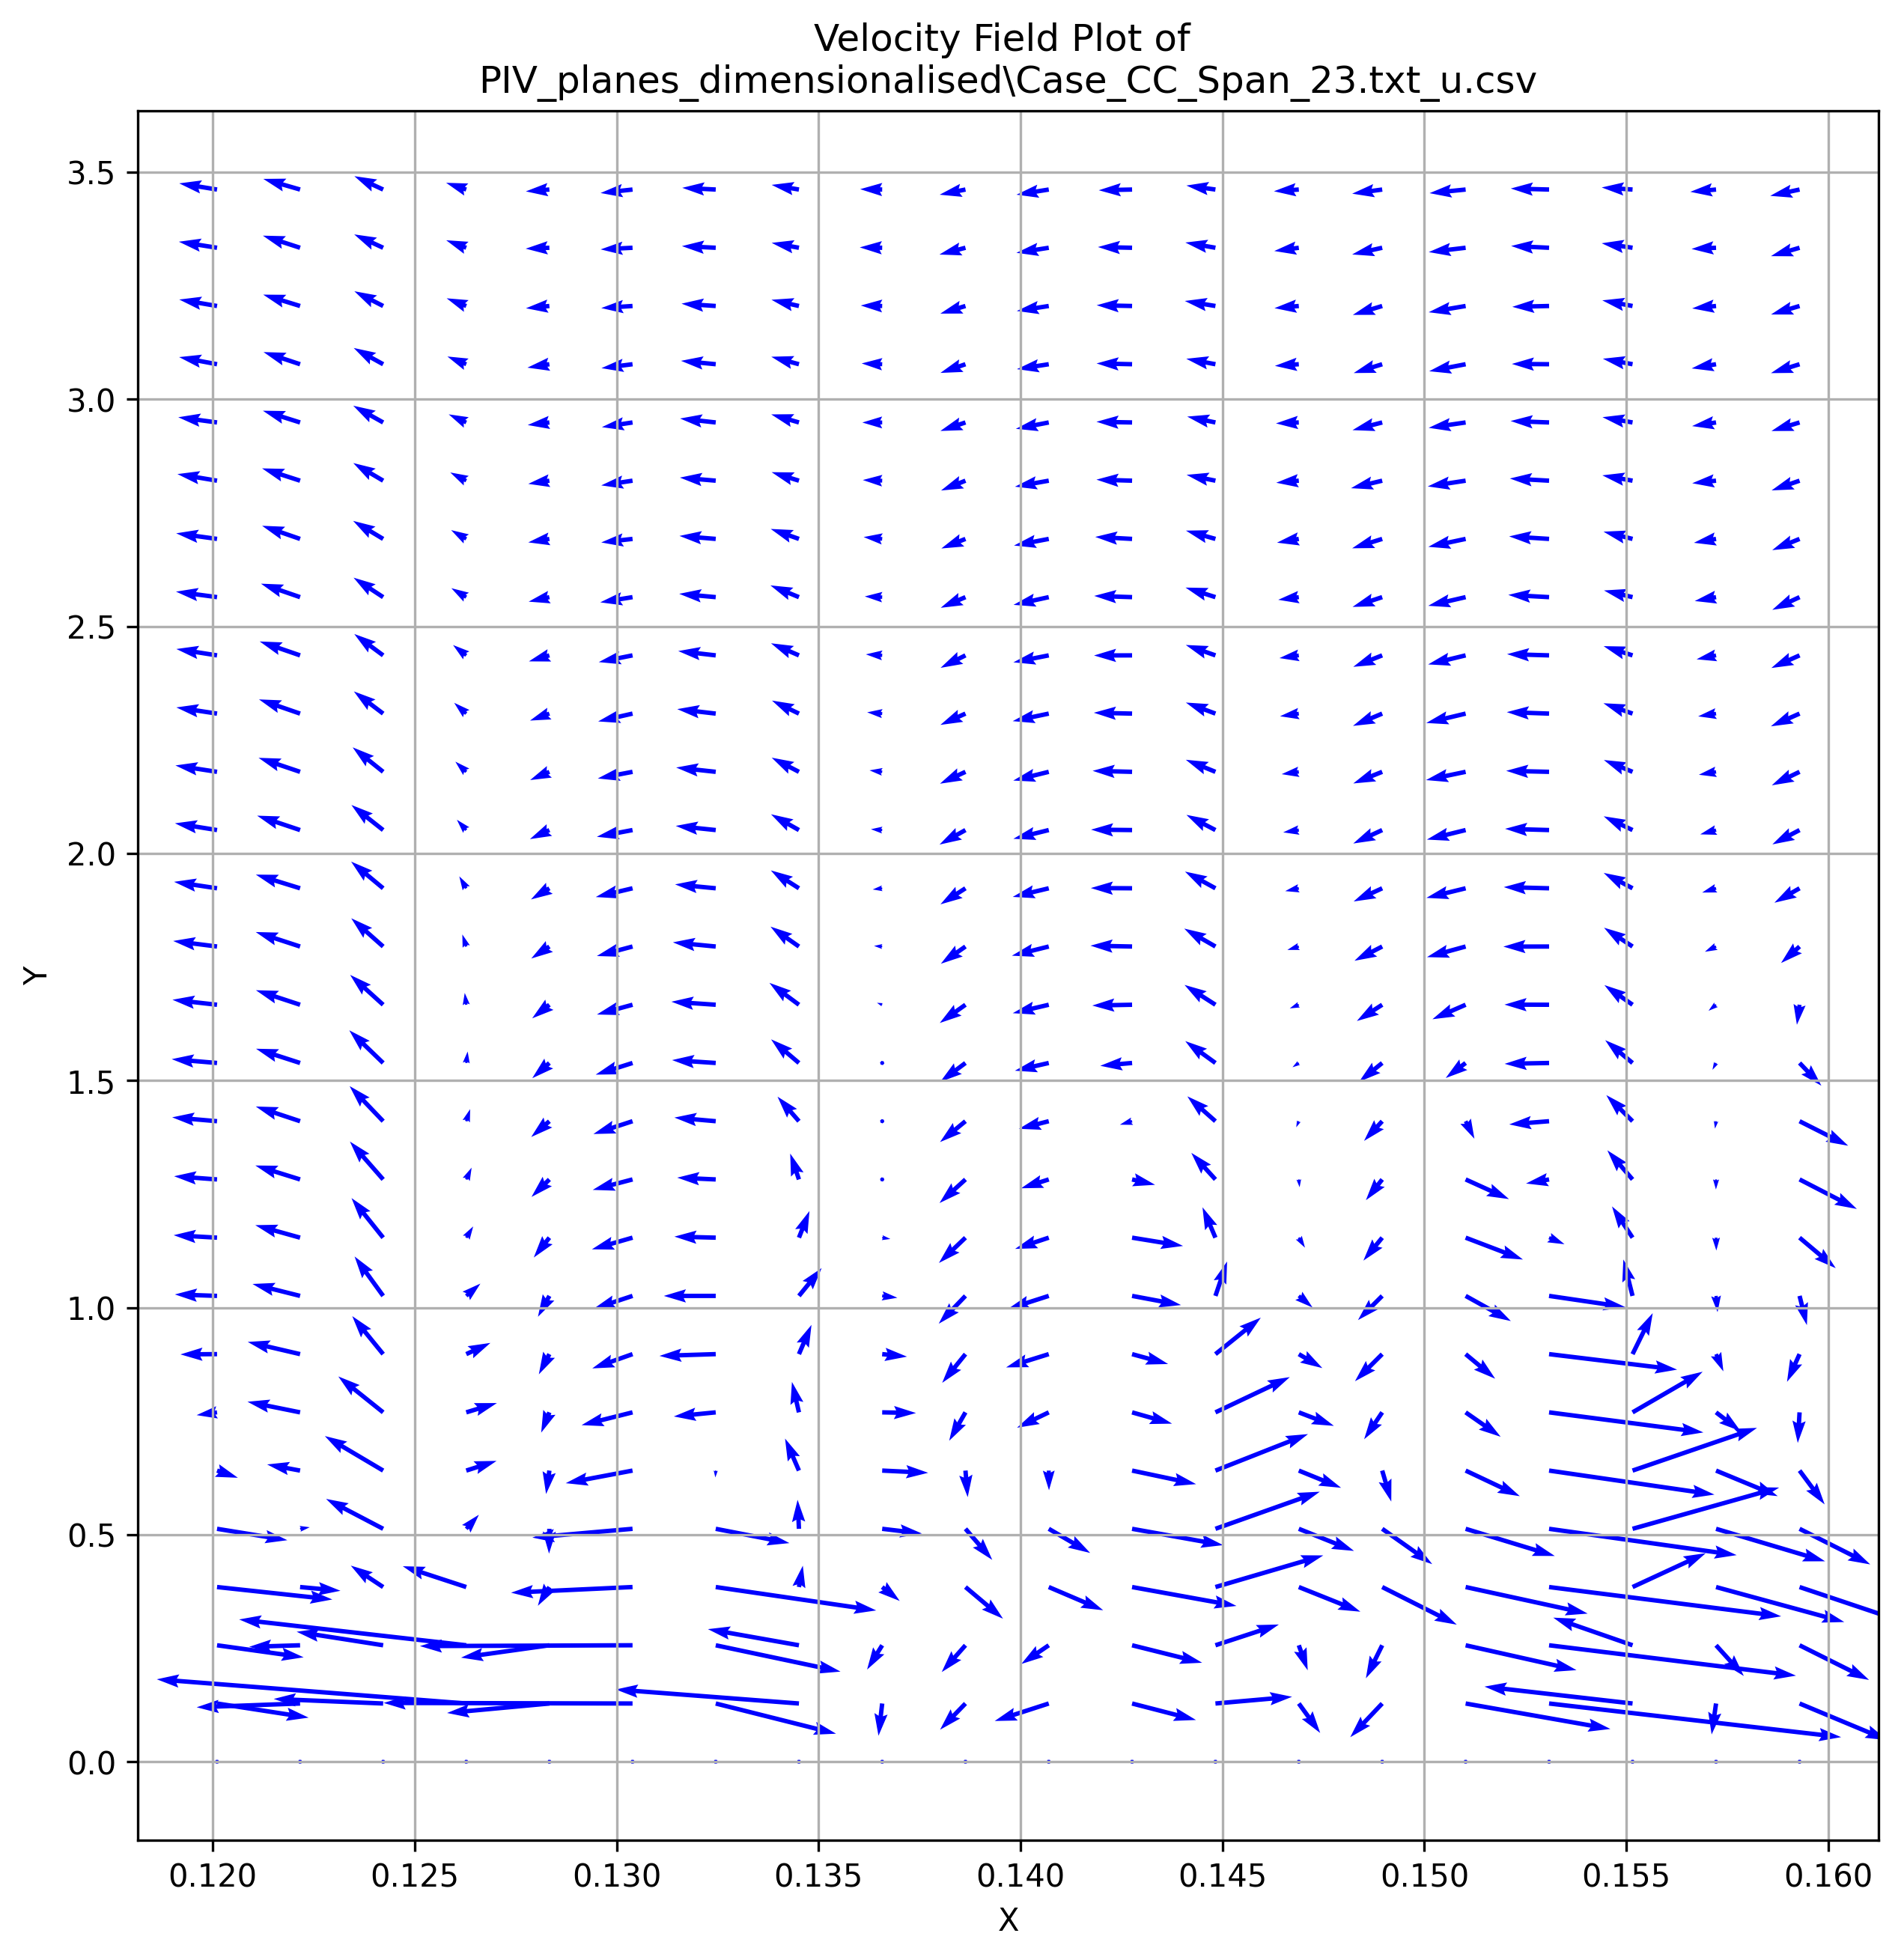 Velocity Field Plot of
PIV_planes_dimensionalised\Case_CC_Span_23.txt_u.csv
3.5
3.0
2.5
2.0
1.5
1.0
0.5
0.0
Y
0.120 0.125 0.130 0.135 0.140 0.145 0.150 0.155 0.160
X